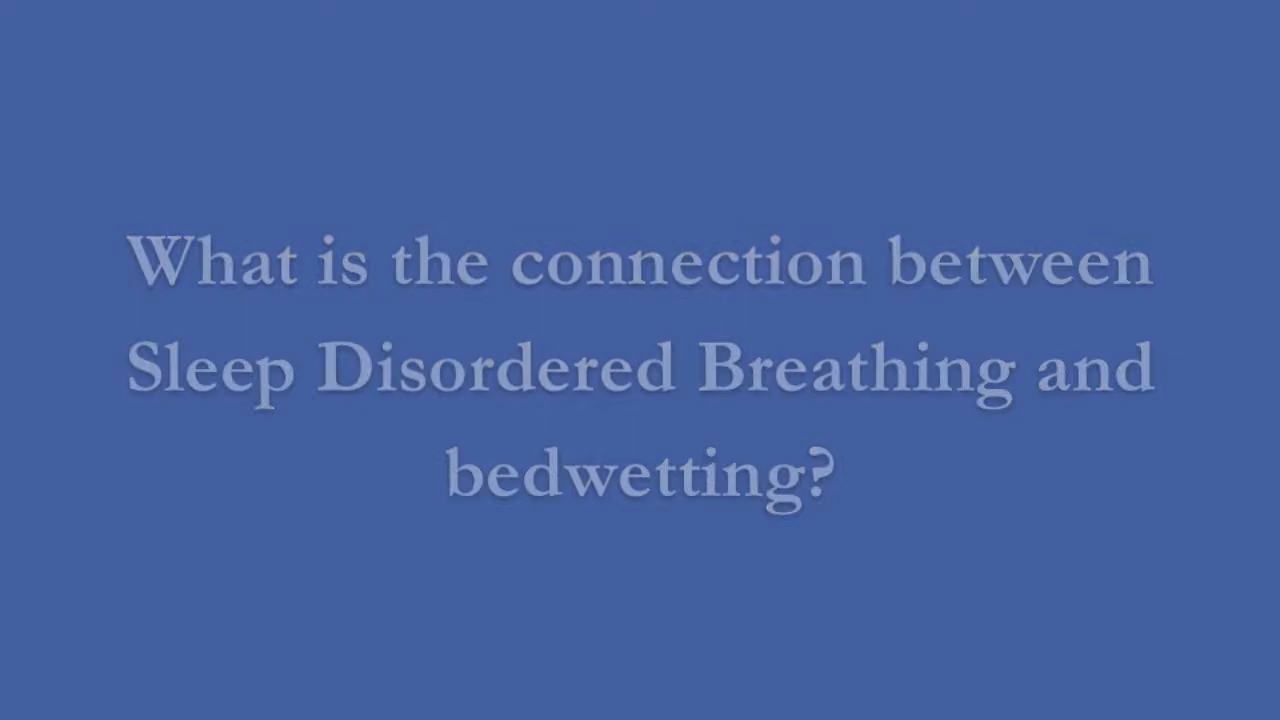 What is the connection between
Sleep Disordered Breathing and
bedwetting?